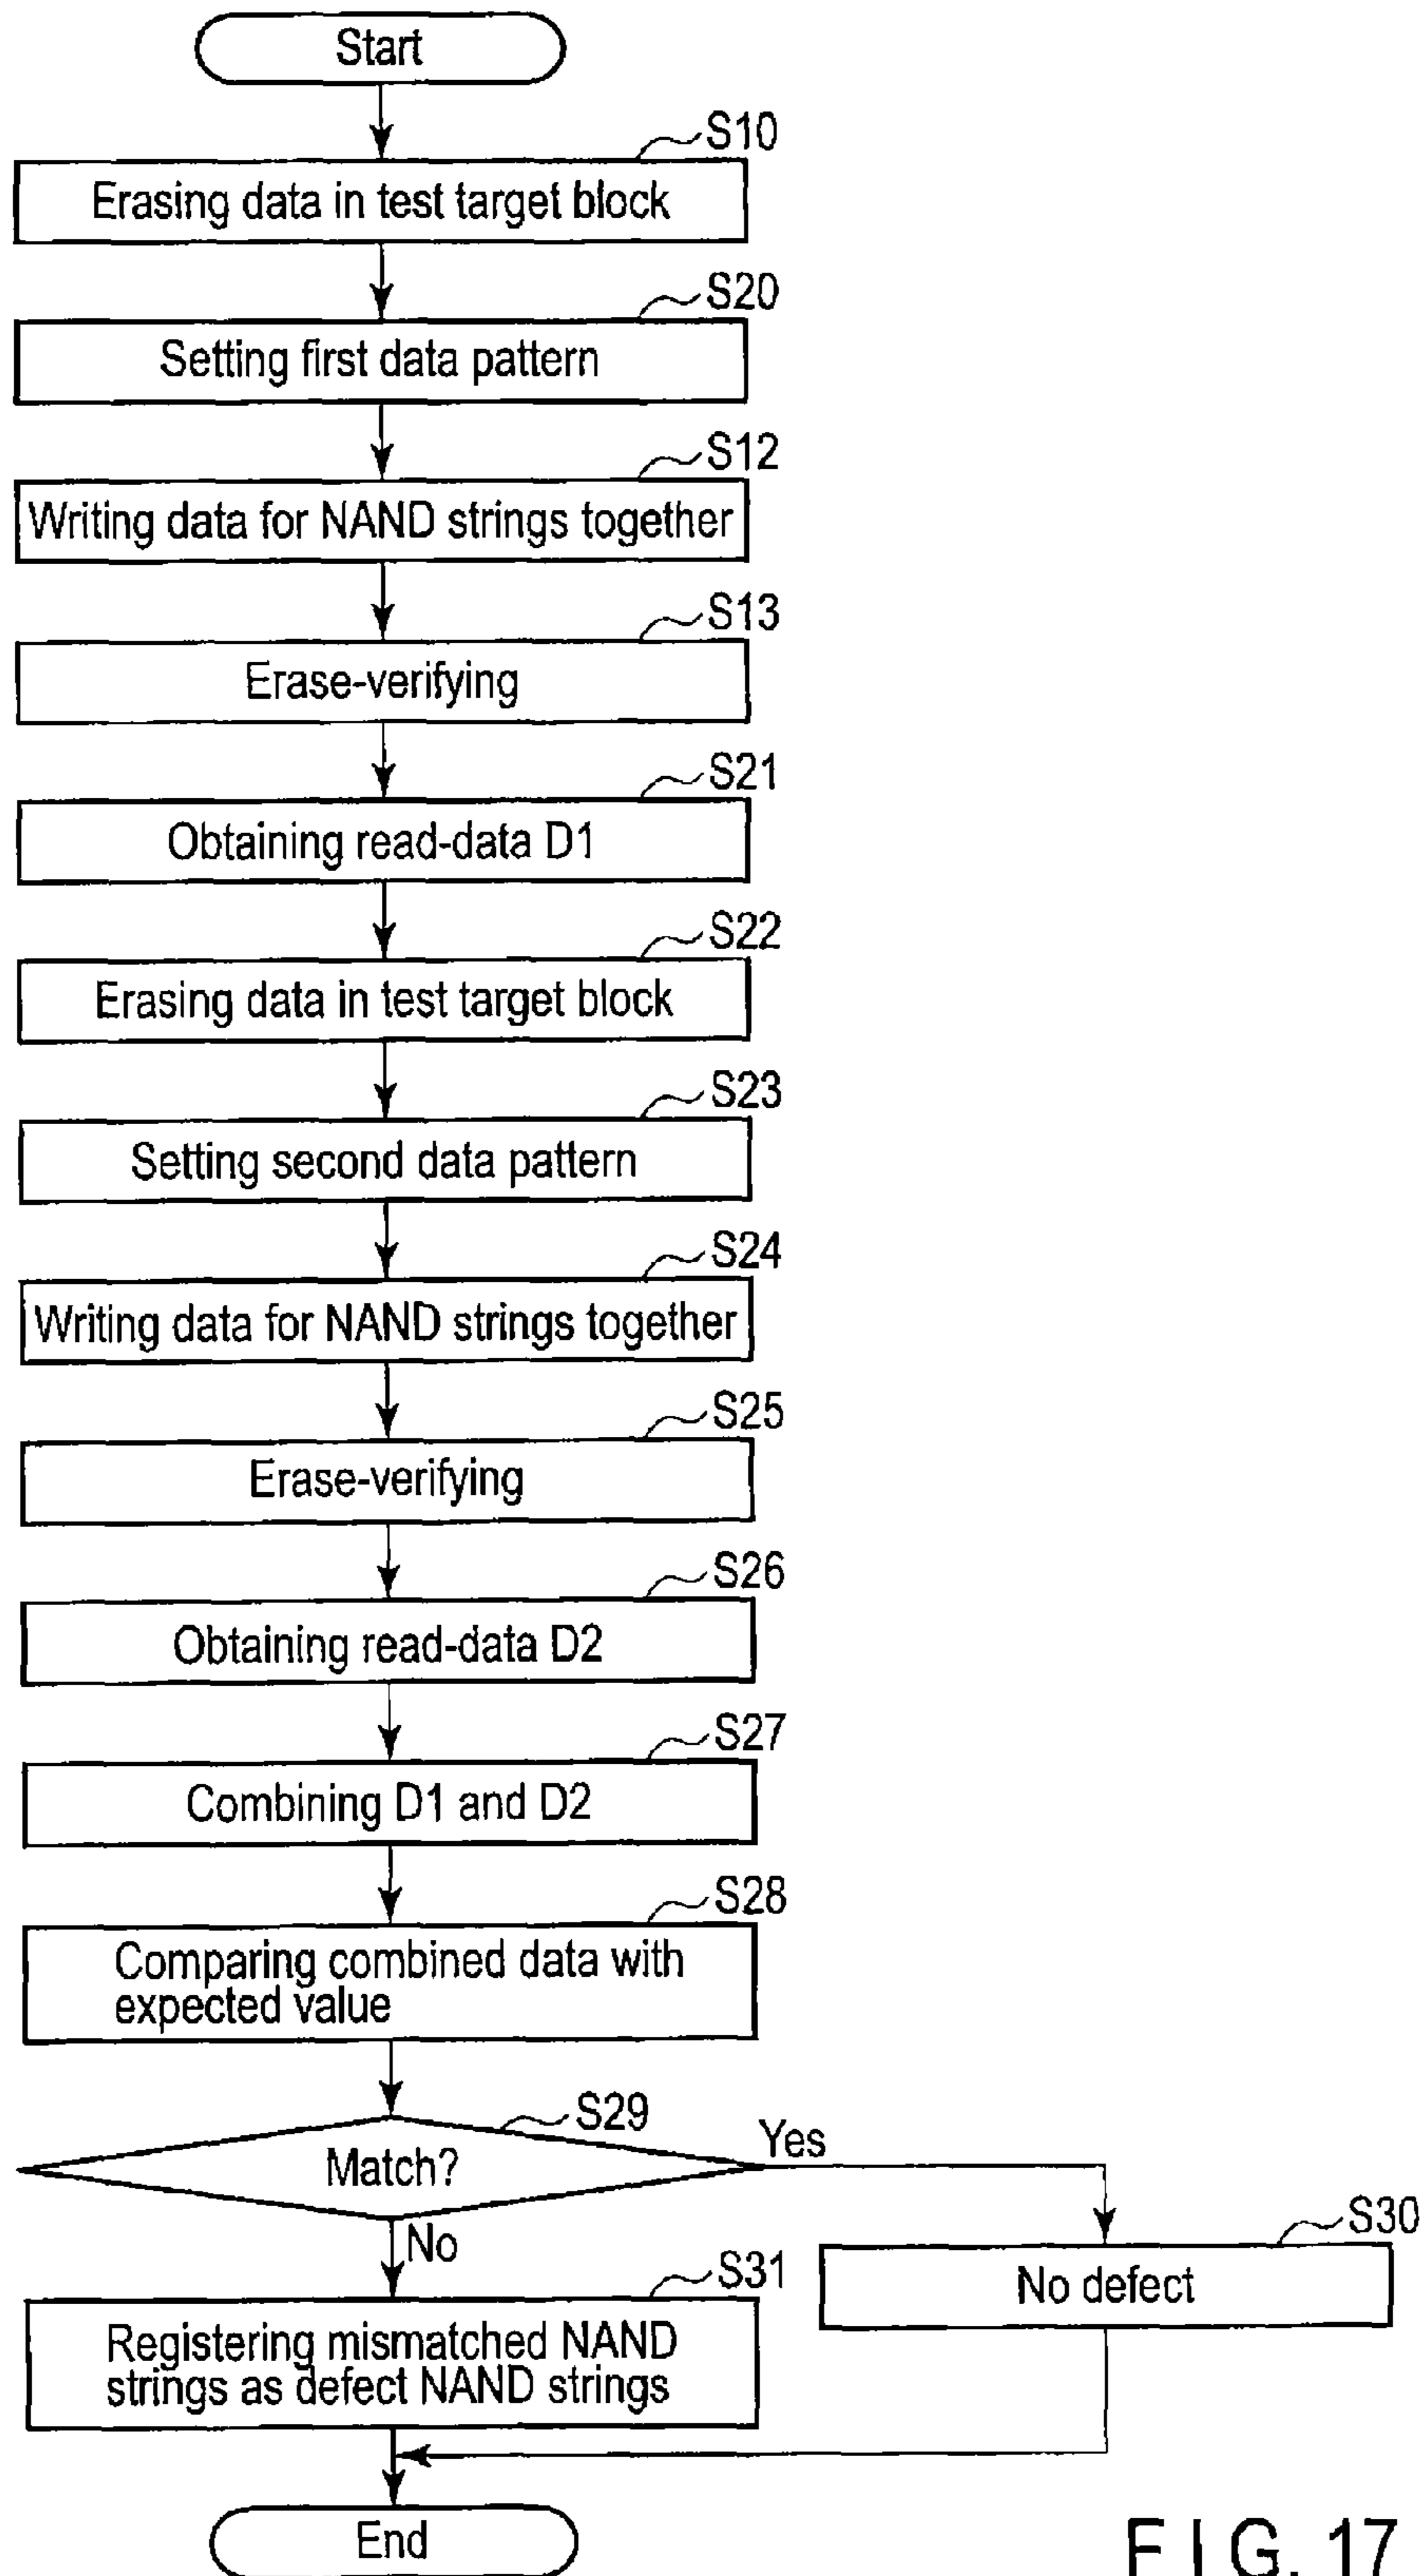 Start
S10
Erasing data in test target block
S20
Setting first data pattern
S12
Writing data for NAND strings together
S13
Erase-verifying
S21
Obtaining read-data D1
S22
Erasing data in test target block
S23
Setting second data pattern
S24
Writing data for NAND strings together
S25
Erase-verifying
S26
Obtaining read-data D2
S27
Combining D1 and D2
S28
Comparing combined data with
expected value
S29
Match?
Yes
No
S30
No defect
S31
Registering mismatched NAND
strings as defect NAND strings
End
FIG. 17